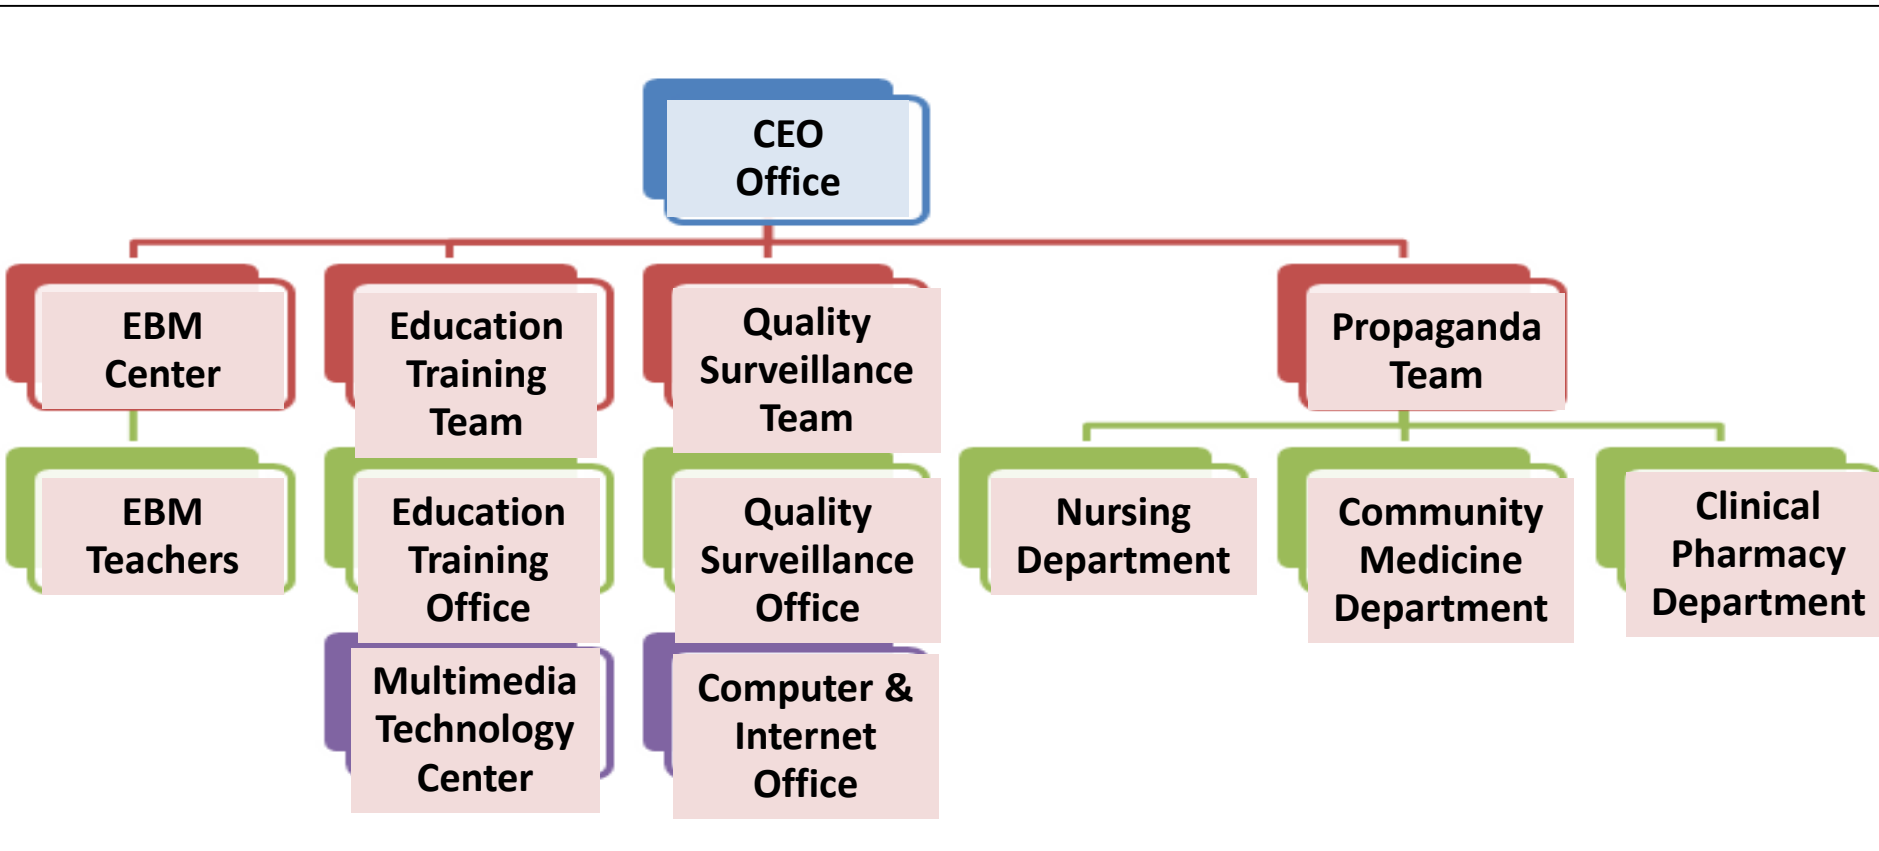 CEO
Office
EBM
Center
Education
Training
Team
Quality
Surveillance
Team
Propaganda
Team
EBM
Teachers
Education
Training
Office
Quality
Surveillance
Office
Nursing
Department
Community
Medicine
Department
Clinical
Pharmacy
Department
Multimedia
Technology
Center
Computer &
Internet
Office